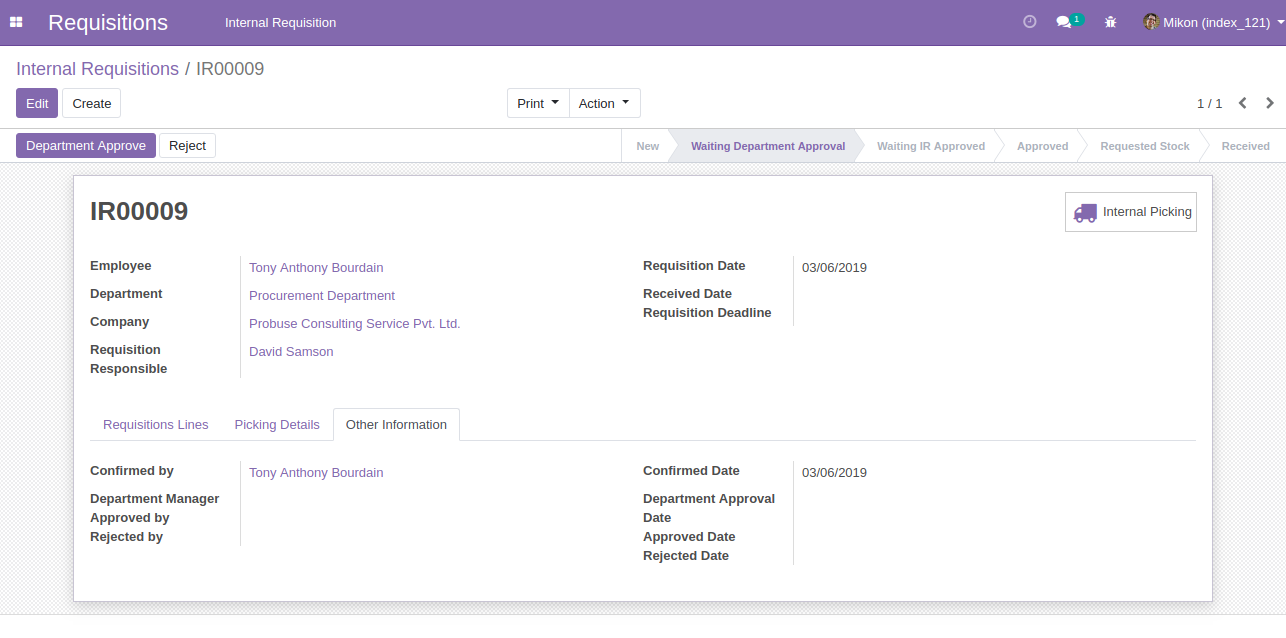 Requisitions Internal Requisition 1 Mikon (index_121)
Internal Requisitions / IR00009
Edit Create Print Action 1 / 1
Department Approve Reject New Waiting Department Approval Waiting IR Approved Approved Requested Stock Received
IR00009
Internal Picking
Employee Tony Anthony Bourdain
Department Procurement Department
Company Probuse Consulting Service Pvt. Ltd.
Requisition
Responsible David Samson
Requisition Date 03/06/2019
Received Date
Requisition Deadline
Requisitions Lines Picking Details Other Information
Confirmed by Tony Anthony Bourdain
Department Manager
Approved by
Rejected by
Confirmed Date 03/06/2019
Department Approval
Date
Approved Date
Rejected Date